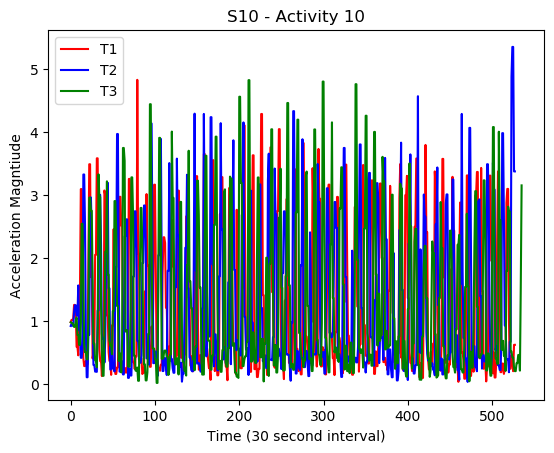 S10 - Activity 10
T1
T2
T3
Acceleration Magntiude
5
4
3
2
1
0
0 100 200 300 400 500
Time (30 second interval)